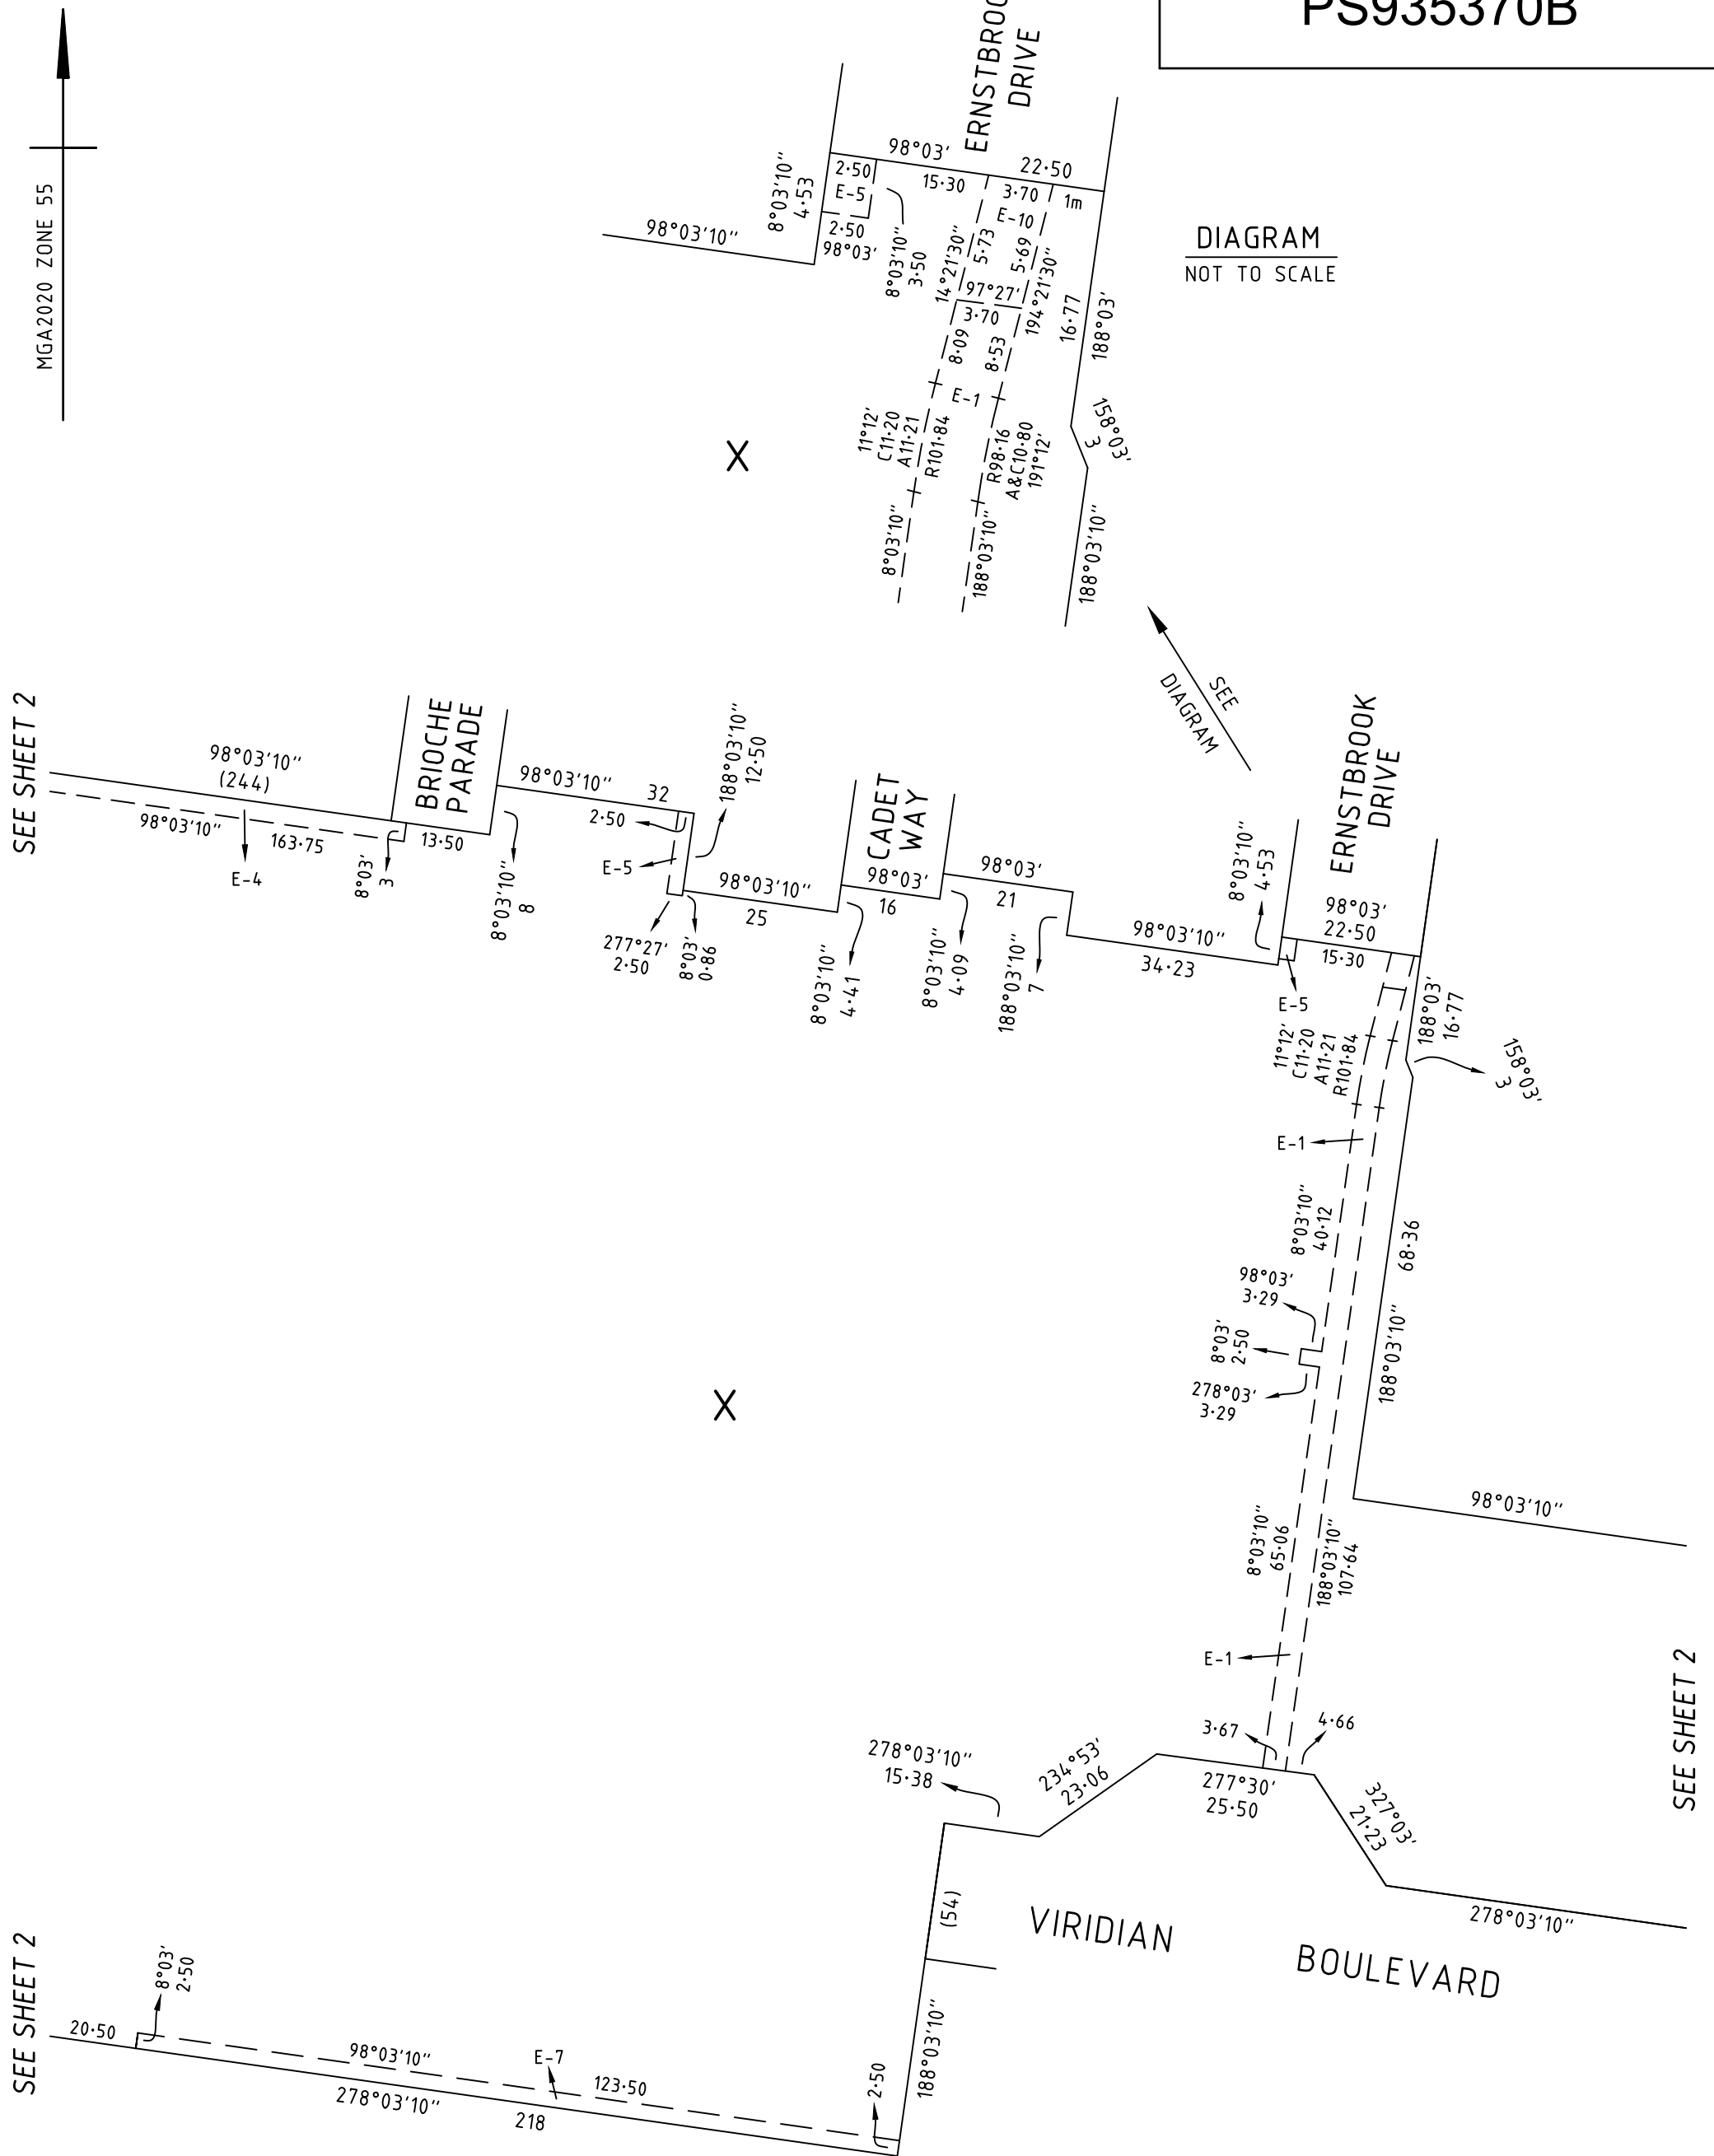 PS935370B
MGA2020 ZONE 55
ERNSTBROO
DRIVE
98°03'
22·50
8°03'10"
4·53
2·50
E-5
15·30
3·70
1m
E-10
2·50
98°03'
98°03'10"
8°03'10"
3·50
14°21'30"
5·73
5·69
194°21'30"
97°27'
3·70
16·77
188°03'
8·09
8·53
E-1
11°12'
C11·20
A11·21
R101·84
R98·16
A&C10·80
191°12'
158°03'
3
8°03'10"
188°03'10"
188°03'10"
DIAGRAM
NOT TO SCALE
X
SEE
DIAGRAM
SEE SHEET 2
98°03'10"
(244)
98°03'10"
163·75
E-4
BRIOCHE
PARADE
8°03'
3
13·50
8°03'10"
8
98°03'10"
32
2·50
E-5
188°03'10"
12·50
277°27'
2·50
8°03'
0·86
98°03'10"
25
CADET
WAY
98°03'
16
8°03'10"
4·41
8°03'10"
4·09
98°03'
21
188°03'10"
7
98°03'10"
34·23
8°03'10"
4·53
ERNSTBROOK
DRIVE
98°03'
22·50
15·30
E-5
188°03'
16·77
158°03'
3
11°12'
C11·20
A11·21
R101·84
E-1
8°03'10"
40·12
68·36
188°03'10"
98°03'
3·29
8°03'
2·50
278°03'
3·29
X
98°03'10"
8°03'10"
65·06
188°03'10"
107·64
E-1
SEE SHEET 2
3·67
4·66
278°03'10"
15·38
234°53'
23·06
277°30'
25·50
327°03'
21·23
278°03'10"
(54)
VIRIDIAN
BOULEVARD
188°03'10"
SEE SHEET 2
8°03'
2·50
20·50
98°03'10"
E-7
123·50
2·50
278°03'10"
218